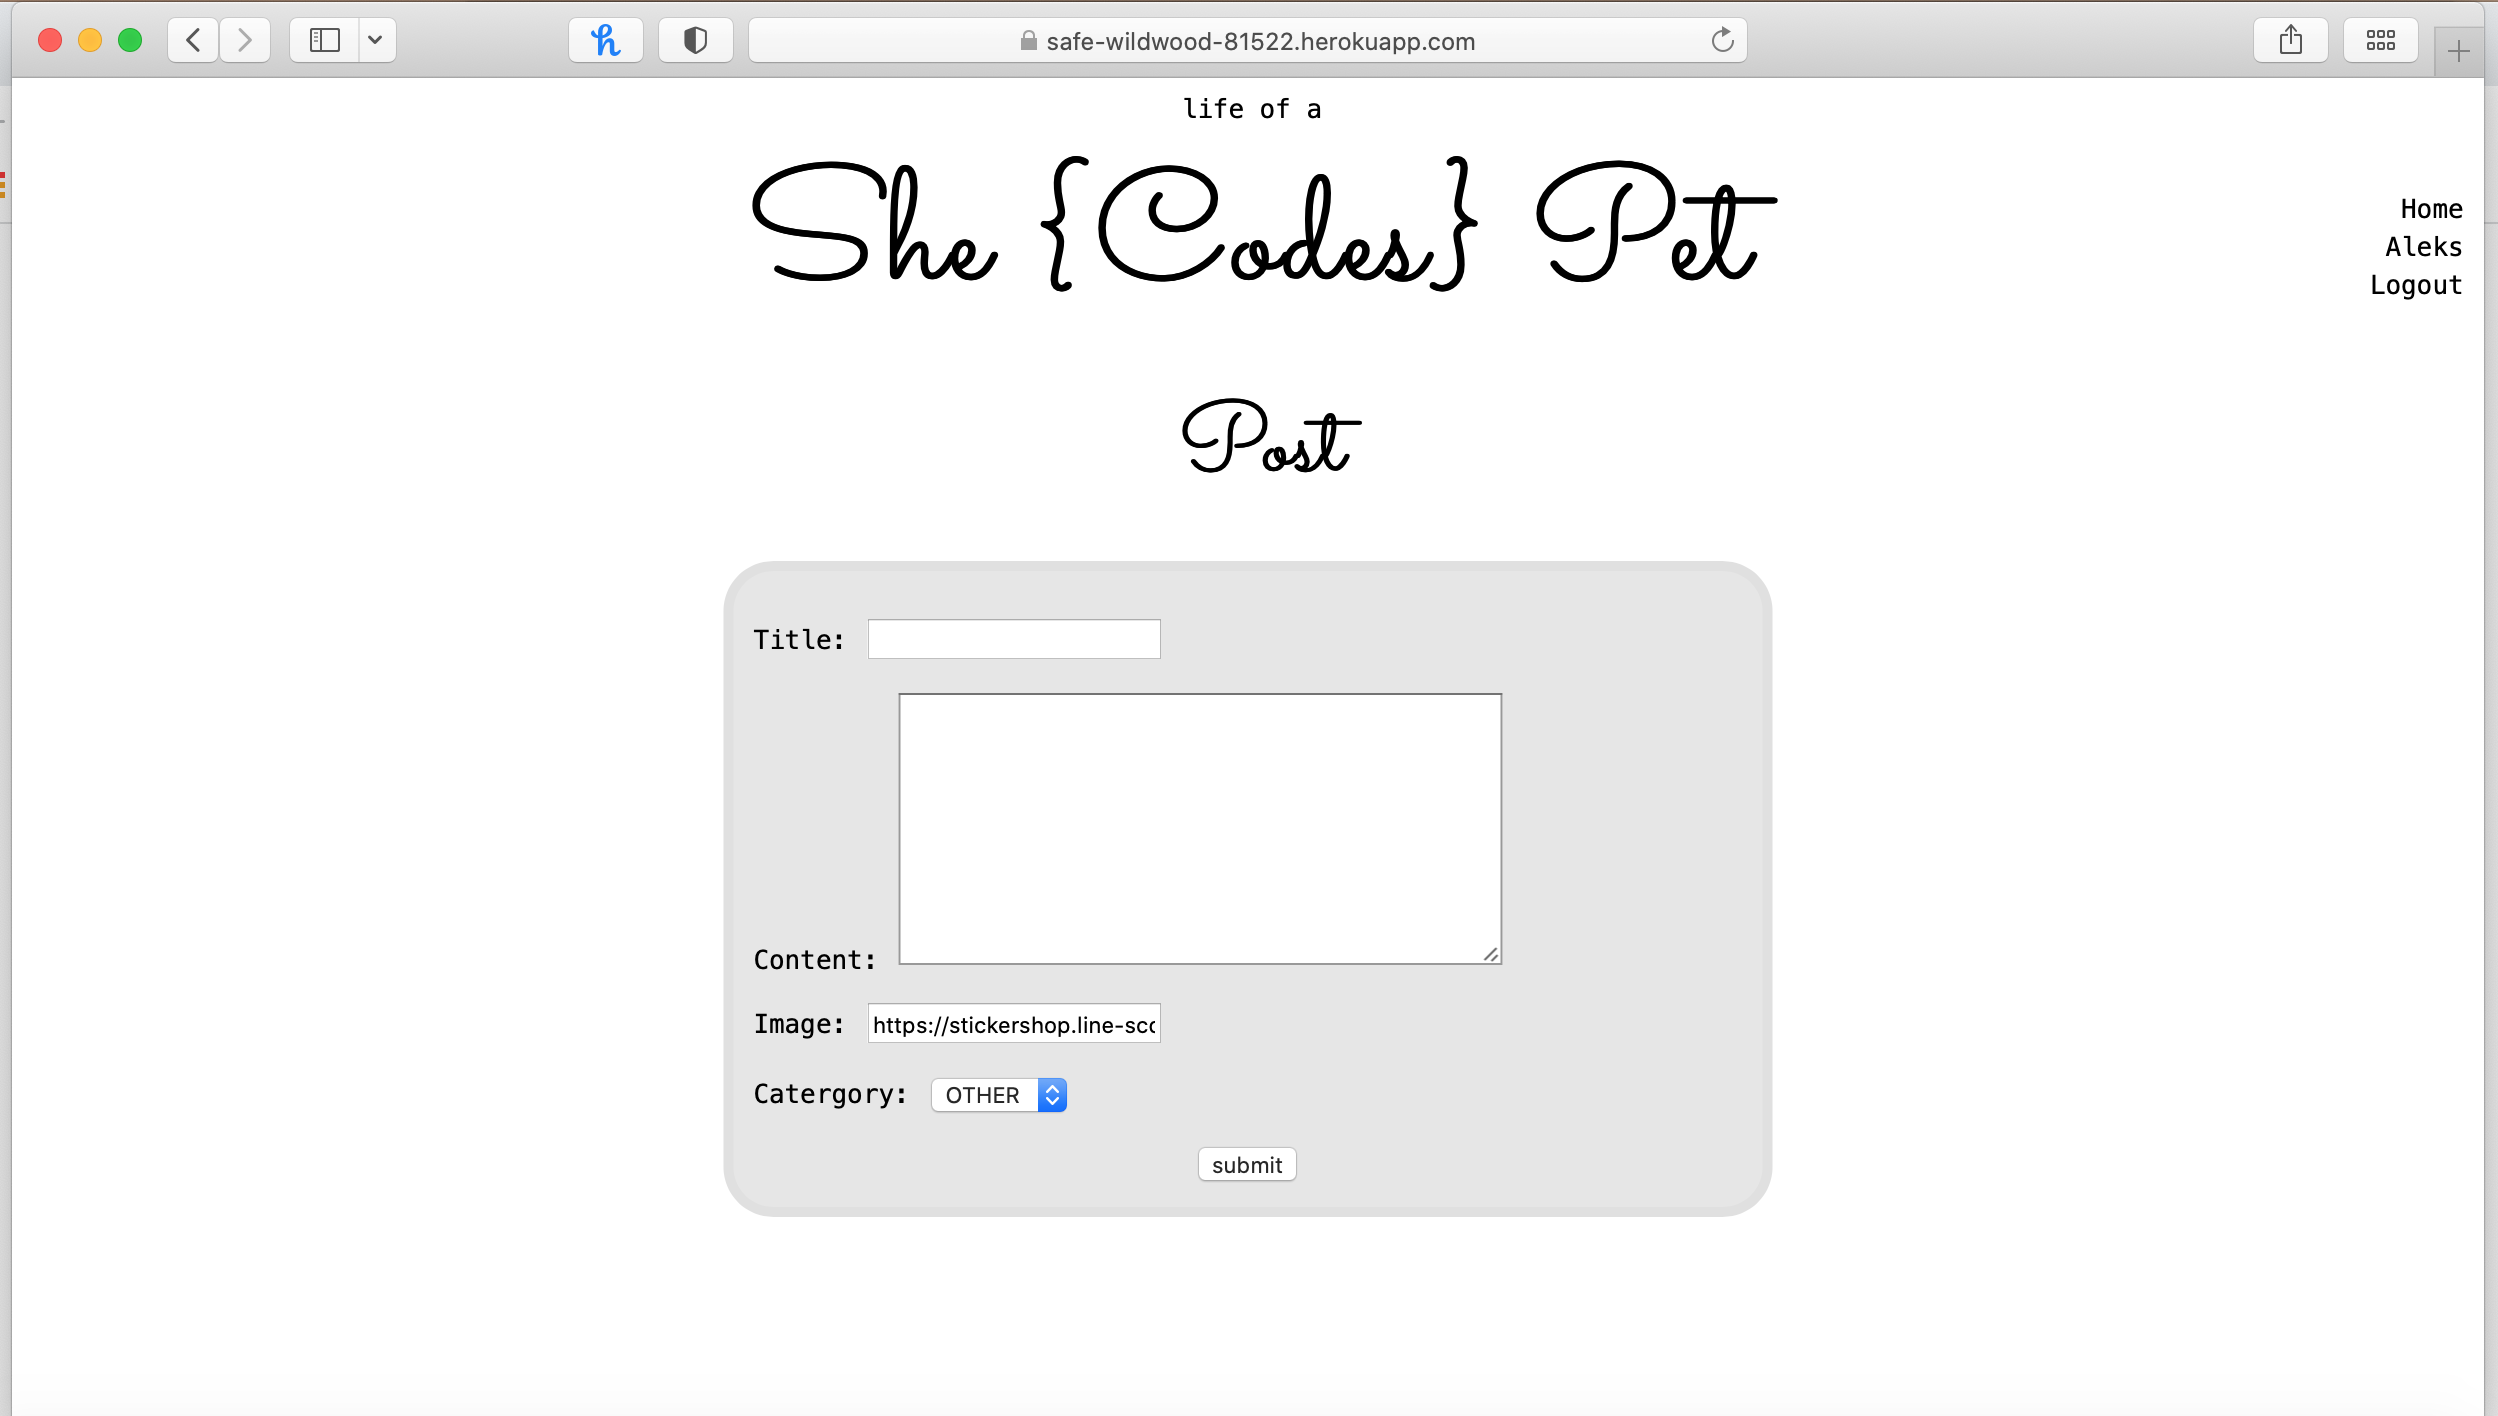 safe-wildwood-81522.herokuapp.com
life of a
She {Codes} Pet
Home
Aleks
Logout
Post
Title:
Content:
Image: https://stickershop.line-sc
Catergory: OTHER
submit